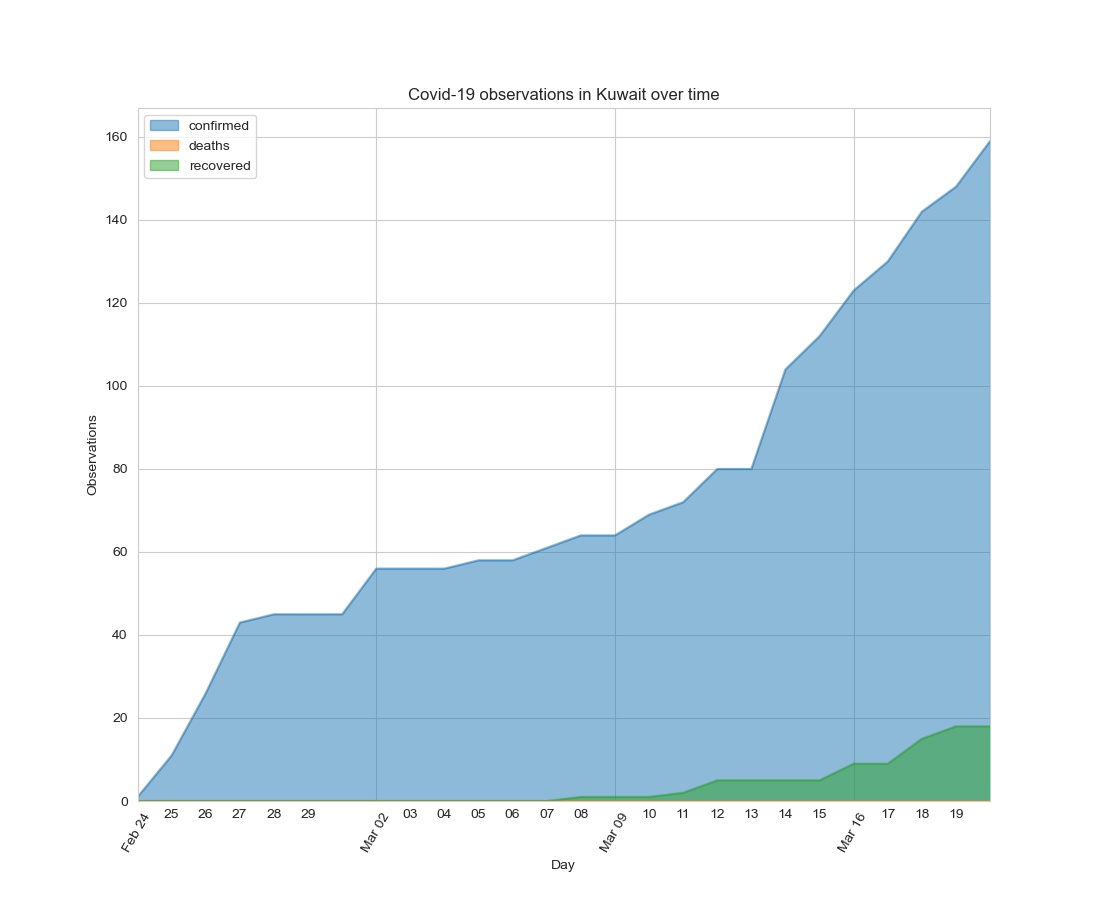 Covid-19 observations in Kuwait over time
confirmed
deaths
recovered
160
140
120
100
80
60
40
20
0
Observations
Feb 24 25 26 27 28 29 Mar 02 03 04 05 06 07 08 Mar 09 10 11 12 13 14 15 Mar 16 17 18 19
Day